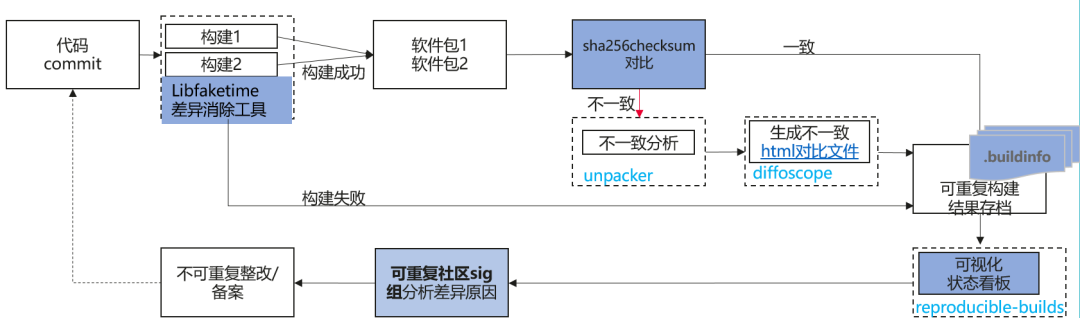 代码
commit
构建1
构建2
Libfaketime
差异消除工具
构建成功
软件包1
软件包2
sha256checksum
对比
一致
不一致
不一致分析
unpacker
生成不一致
html对比文件
diffoscope
.buildinfo
可重复构建
结果存档
构建失败
可视化
状态看板
reproducible-builds
可重复社区sig
组分析差异原因
不可重复整改/
备案